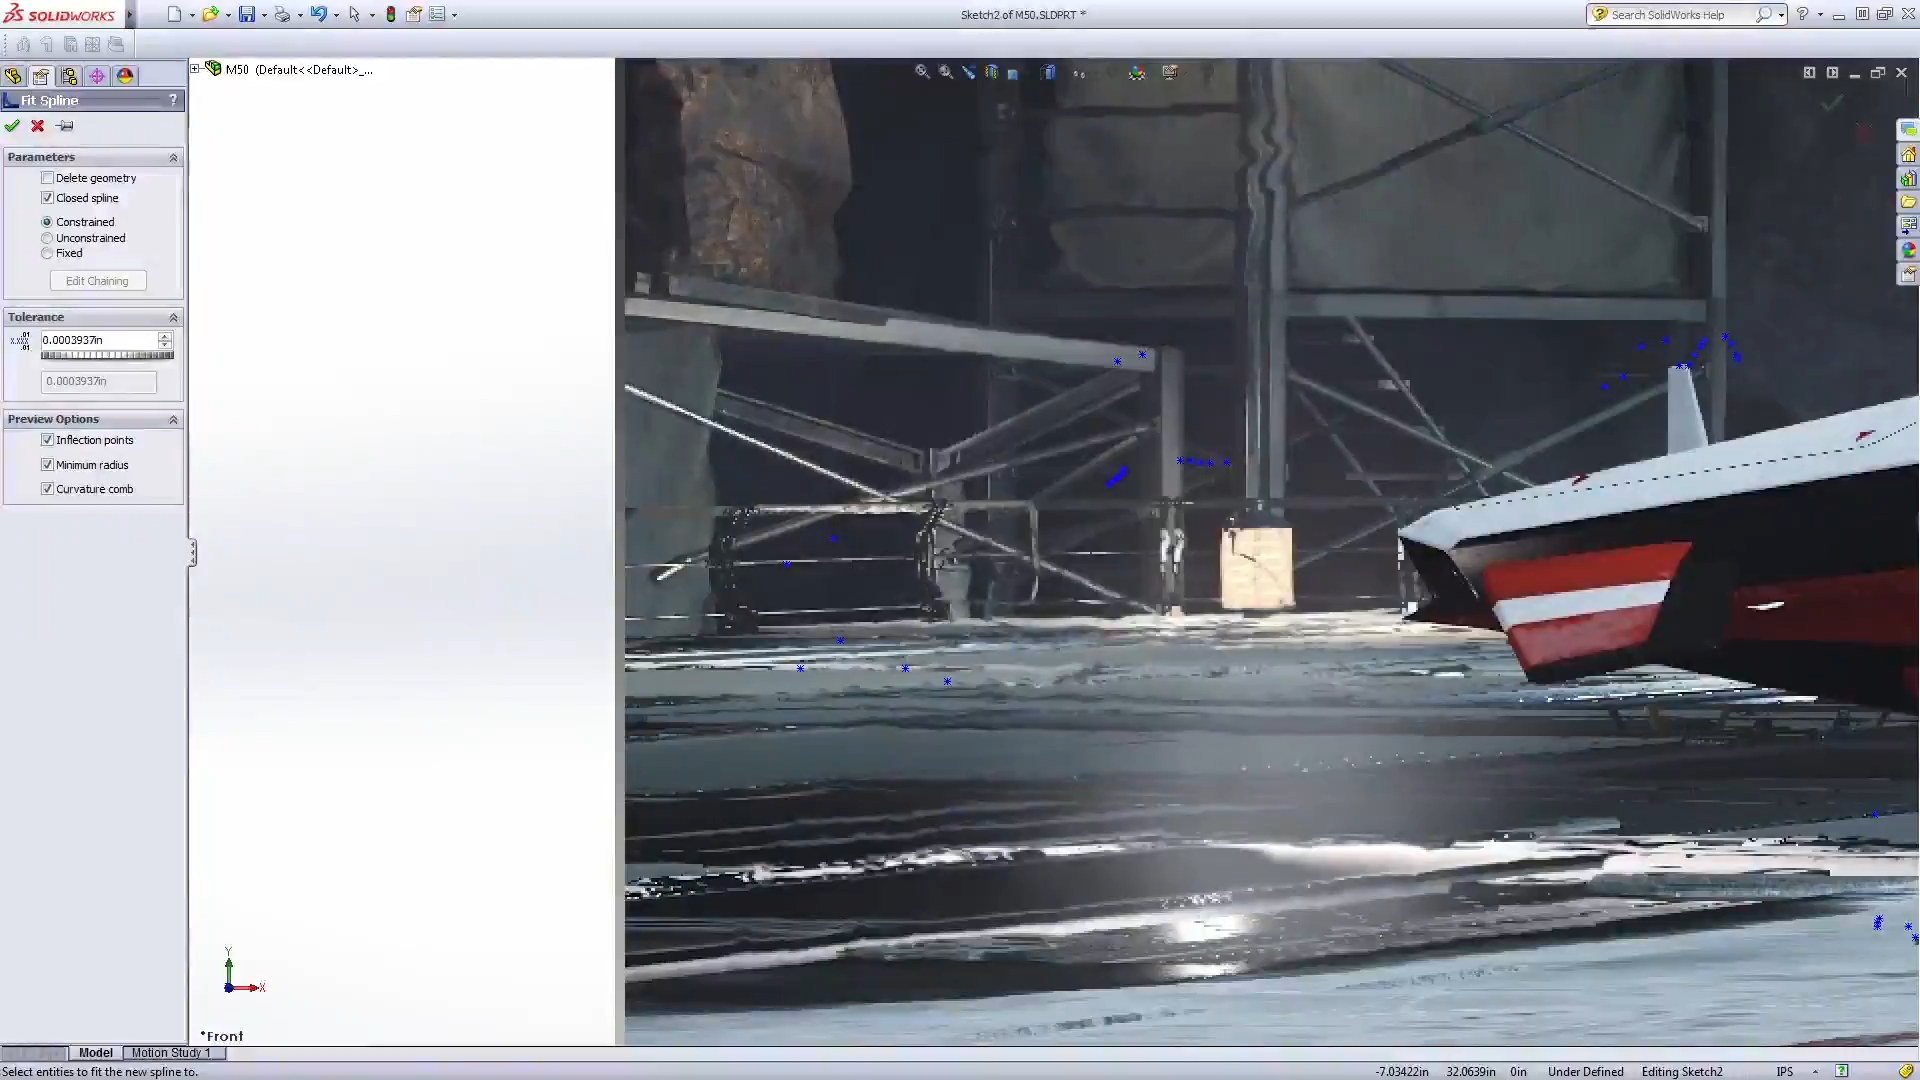 SOLIDWORKS
Sketch2 of M50.SLDPRT *
Search SolidWorks Help
M50 (Default<<Default>_...
Fit Spline
?
Parameters
Delete geometry
Closed spline
Constrained
Unconstrained
Fixed
Edit Chaining
Tolerance
0.0003937in
0.0003937in
Preview Options
Inflection points
Minimum radius
Curvature comb
Y
X
*Front
Model
Motion Study 1
Select entities to fit the new spline to.
-7.03422in 32.0639in 0in Under Defined Editing Sketch2 IPS